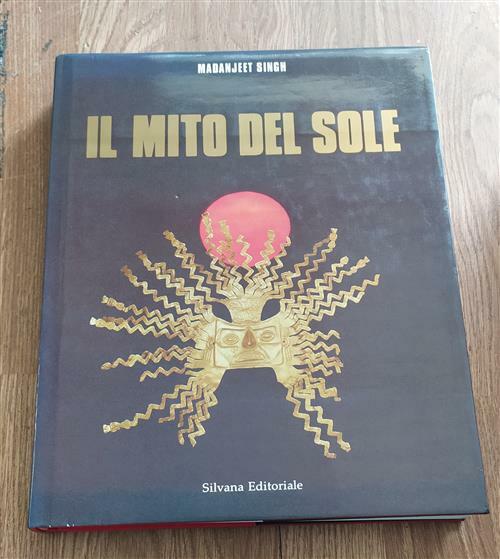 MADANJEET SINGH
IL MITO DEL SOLE
Silvana Editoriale